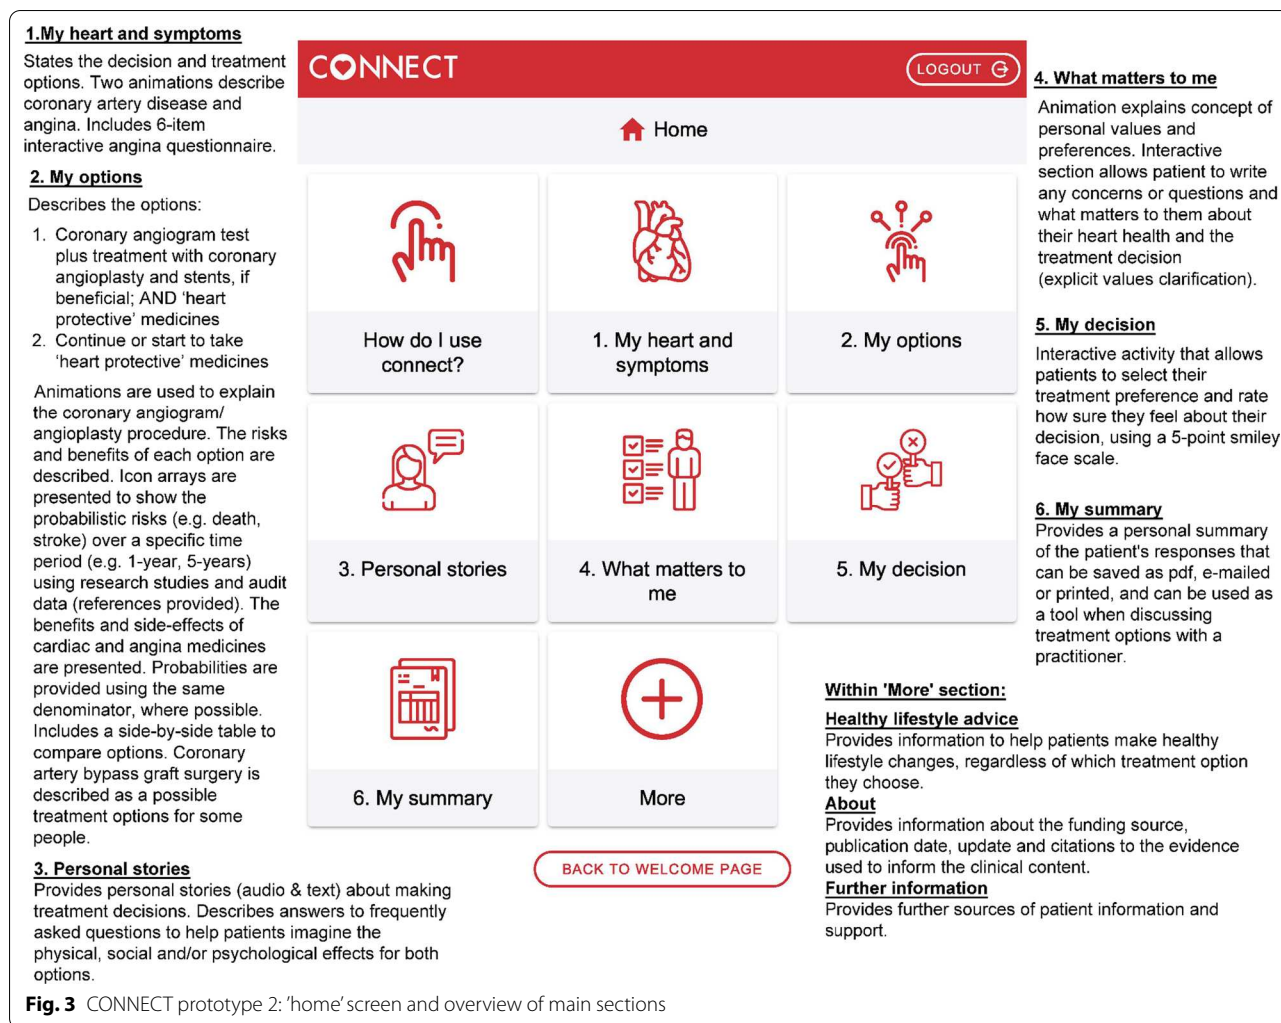 1.My heart and symptoms
States the decision and treatment
options. Two animations describe
coronary artery disease and
angina. Includes 6-item
interactive angina questionnaire.
2. My options
Describes the options:
1. Coronary angiogram test
plus treatment with coronary
angioplasty and stents, if
beneficial; AND ‘heart
protective’ medicines
2. Continue or start to take
‘heart protective’ medicines
Animations are used to explain
the coronary angiogram/
angioplasty procedure. The risks
and benefits of each option are
described. Icon arrays are
presented to show the
probabilistic risks (e.g. death,
stroke) over a specific time
period (e.g. 1-year, 5-years)
using research studies and audit
data (references provided). The
benefits and side-effects of
cardiac and angina medicines
are presented. Probabilities are
provided using the same
denominator, where possible.
Includes a side-by-side table to
compare options. Coronary
artery bypass graft surgery is
described as a possible
treatment options for some
people.
3. Personal stories
Provides personal stories (audio & text) about making
treatment decisions. Describes answers to frequently
asked questions to help patients imagine the
physical, social and/or psychological effects for both
options.
CONNECT
LOGOUT
Home
How do I use
connect?
1. My heart and
symptoms
2. My options
3. Personal stories
4. What matters to
me
5. My decision
6. My summary
More
BACK TO WELCOME PAGE
4. What matters to me
Animation explains concept of
personal values and
preferences. Interactive
section allows patient to write
any concerns or questions and
what matters to them about
their heart health and the
treatment decision
(explicit values clarification).
5. My decision
Interactive activity that allows
patients to select their
treatment preference and rate
how sure they feel about their
decision, using a 5-point smiley
face scale.
6. My summary
Provides a personal summary
of the patient's responses that
can be saved as pdf, e-mailed
or printed, and can be used as
a tool when discussing
treatment options with a
practitioner.
Within 'More' section:
Healthy lifestyle advice
Provides information to help patients make healthy
lifestyle changes, regardless of which treatment option
they choose.
About
Provides information about the funding source,
publication date, update and citations to the evidence
used to inform the clinical content.
Further information
Provides further sources of patient information and
support.
Fig. 3 CONNECT prototype 2: ‘home’ screen and overview of main sections